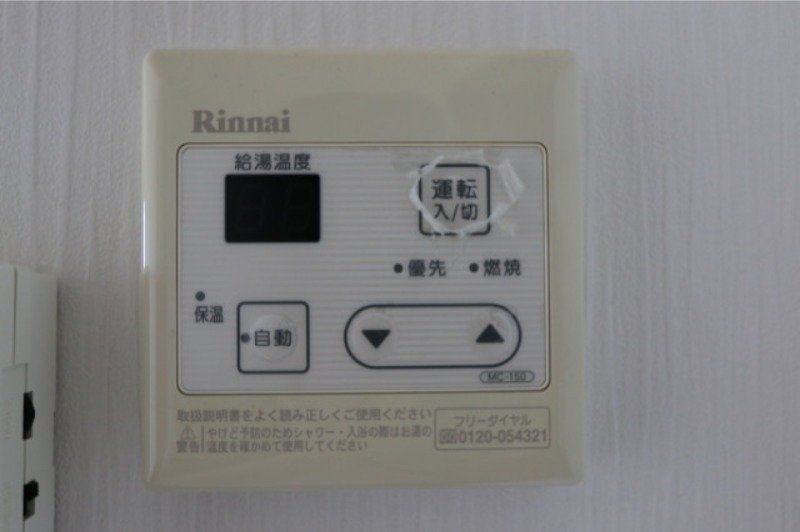 Rinnai
給湯温度
運転
入/切
優先 燃焼
保温
自動
MC-150
取扱説明書をよく読み正しくご使用ください
警告 やけど予防のためシャワー・入浴の際はお湯の
温度を確かめて使用してください
フリーダイヤル
0120-054321